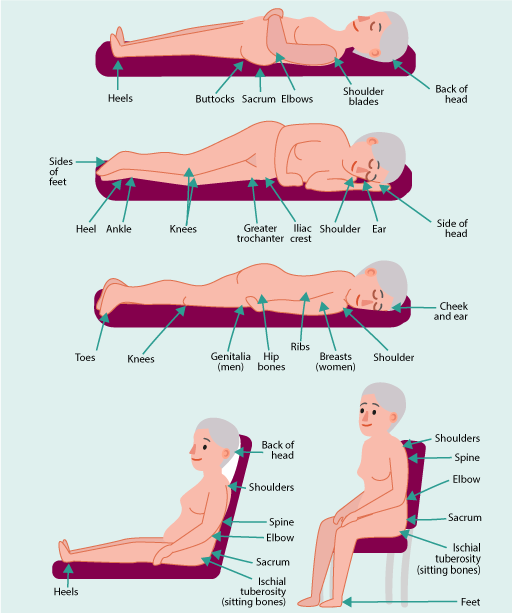 Heels
Buttocks
Sacrum
Elbows
Shoulder
blades
Back of
head
Sides
of
feet
Heel
Ankle
Knees
Greater
trochanter
Iliac
crest
Shoulder
Ear
Side of
head
Cheek
and ear
Toes
Knees
Genitalia
(men)
Hip
bones
Ribs
Breasts
(women)
Shoulder
Back of
head
Shoulders
Spine
Elbow
Sacrum
Ischial
tuberosity
(sitting bones)
Heels
Shoulders
Spine
Elbow
Sacrum
Ischial
tuberosity
(sitting bones)
Feet